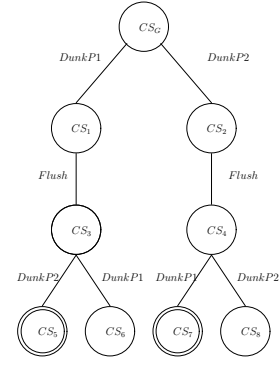 CS_G
DunkP1 DunkP2
CS_1 CS_2
Flush Flush
CS_3 CS_4
DunkP2 DunkP1 DunkP1 DunkP2
CS_5 CS_6 CS_7 CS_8